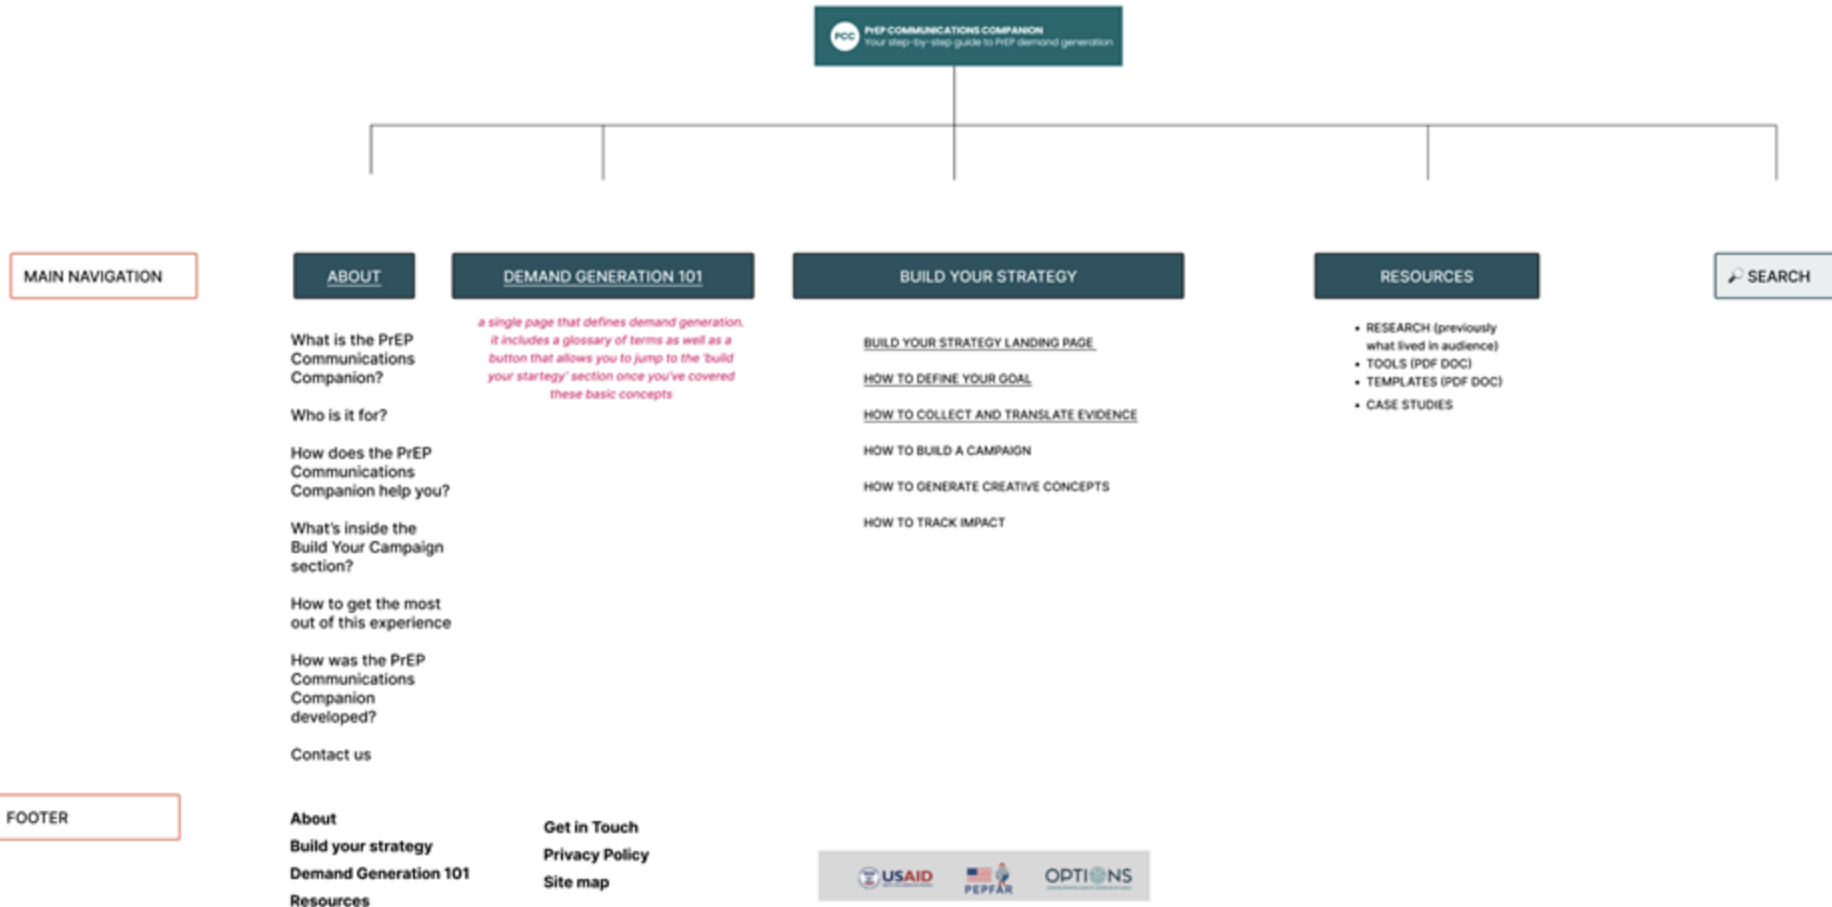 PCC
PrEP COMMUNICATIONS COMPANION
Your step-by-step guide to PrEP demand generation
MAIN NAVIGATION
ABOUT
DEMAND GENERATION 101
BUILD YOUR STRATEGY
RESOURCES
SEARCH
What is the PrEP
Communications
Companion?
Who is it for?
How does the PrEP
Communications
Companion help you?
What's inside the
Build Your Campaign
section?
How to get the most
out of this experience
How was the PrEP
Communications
Companion
developed?
Contact us
a single page that defines demand generation.
it includes a glossary of terms as well as a
button that allows you to jump to the 'build
your startegy' section once you've covered
these basic concepts
BUILD YOUR STRATEGY LANDING PAGE
HOW TO DEFINE YOUR GOAL
HOW TO COLLECT AND TRANSLATE EVIDENCE
HOW TO BUILD A CAMPAIGN
HOW TO GENERATE CREATIVE CONCEPTS
HOW TO TRACK IMPACT
• RESEARCH (previously
what lived in audience)
• TOOLS (PDF DOC)
• TEMPLATES (PDF DOC)
• CASE STUDIES
FOOTER
About
Build your strategy
Demand Generation 101
Resources
Get in Touch
Privacy Policy
Site map
USAID
PEPFAR
OPTIONS